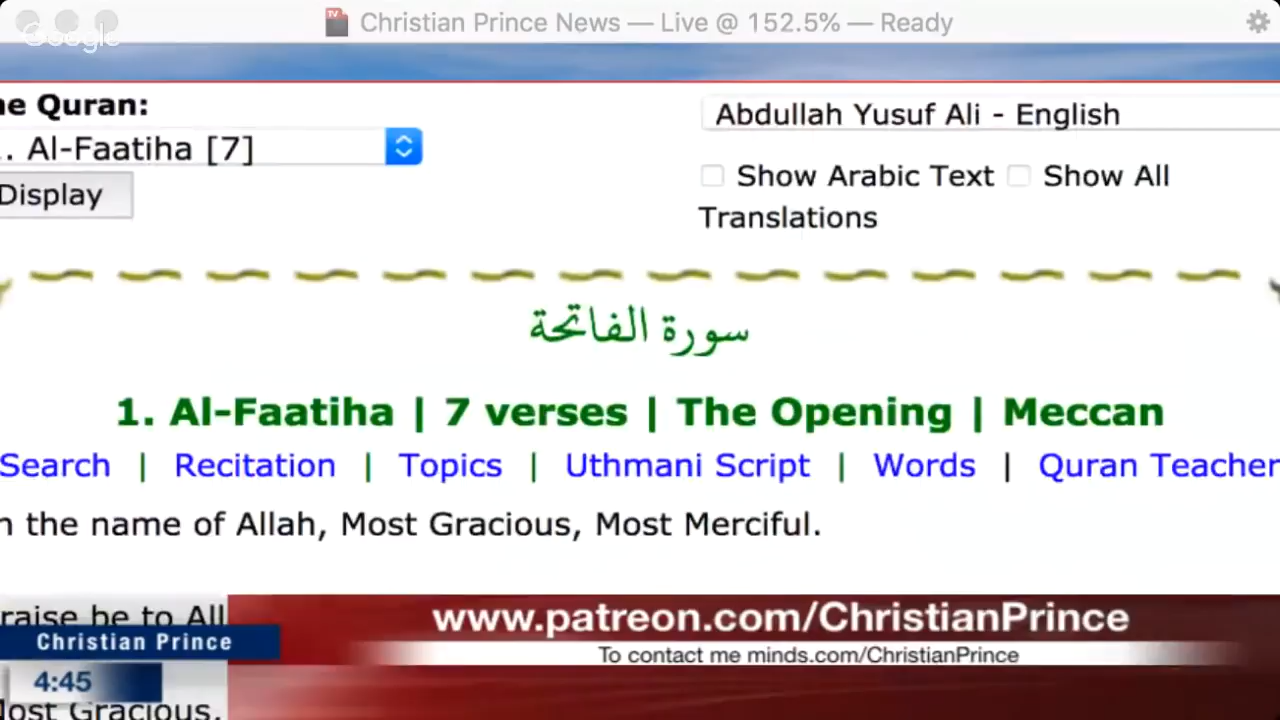 Christian Prince News — Live @ 152.5% — Ready
Google
he Quran:
. Al-Faatiha [7]
Display
Abdullah Yusuf Ali - English
Show Arabic Text Show All
Translations
سورة الفاتحة
1. Al-Faatiha | 7 verses | The Opening | Meccan
Search | Recitation | Topics | Uthmani Script | Words | Quran Teacher
n the name of Allah, Most Gracious, Most Merciful.
raise be to All
Christian Prince
4:45
ost Gracious,
www.patreon.com/ChristianPrince
To contact me minds.com/ChristianPrince